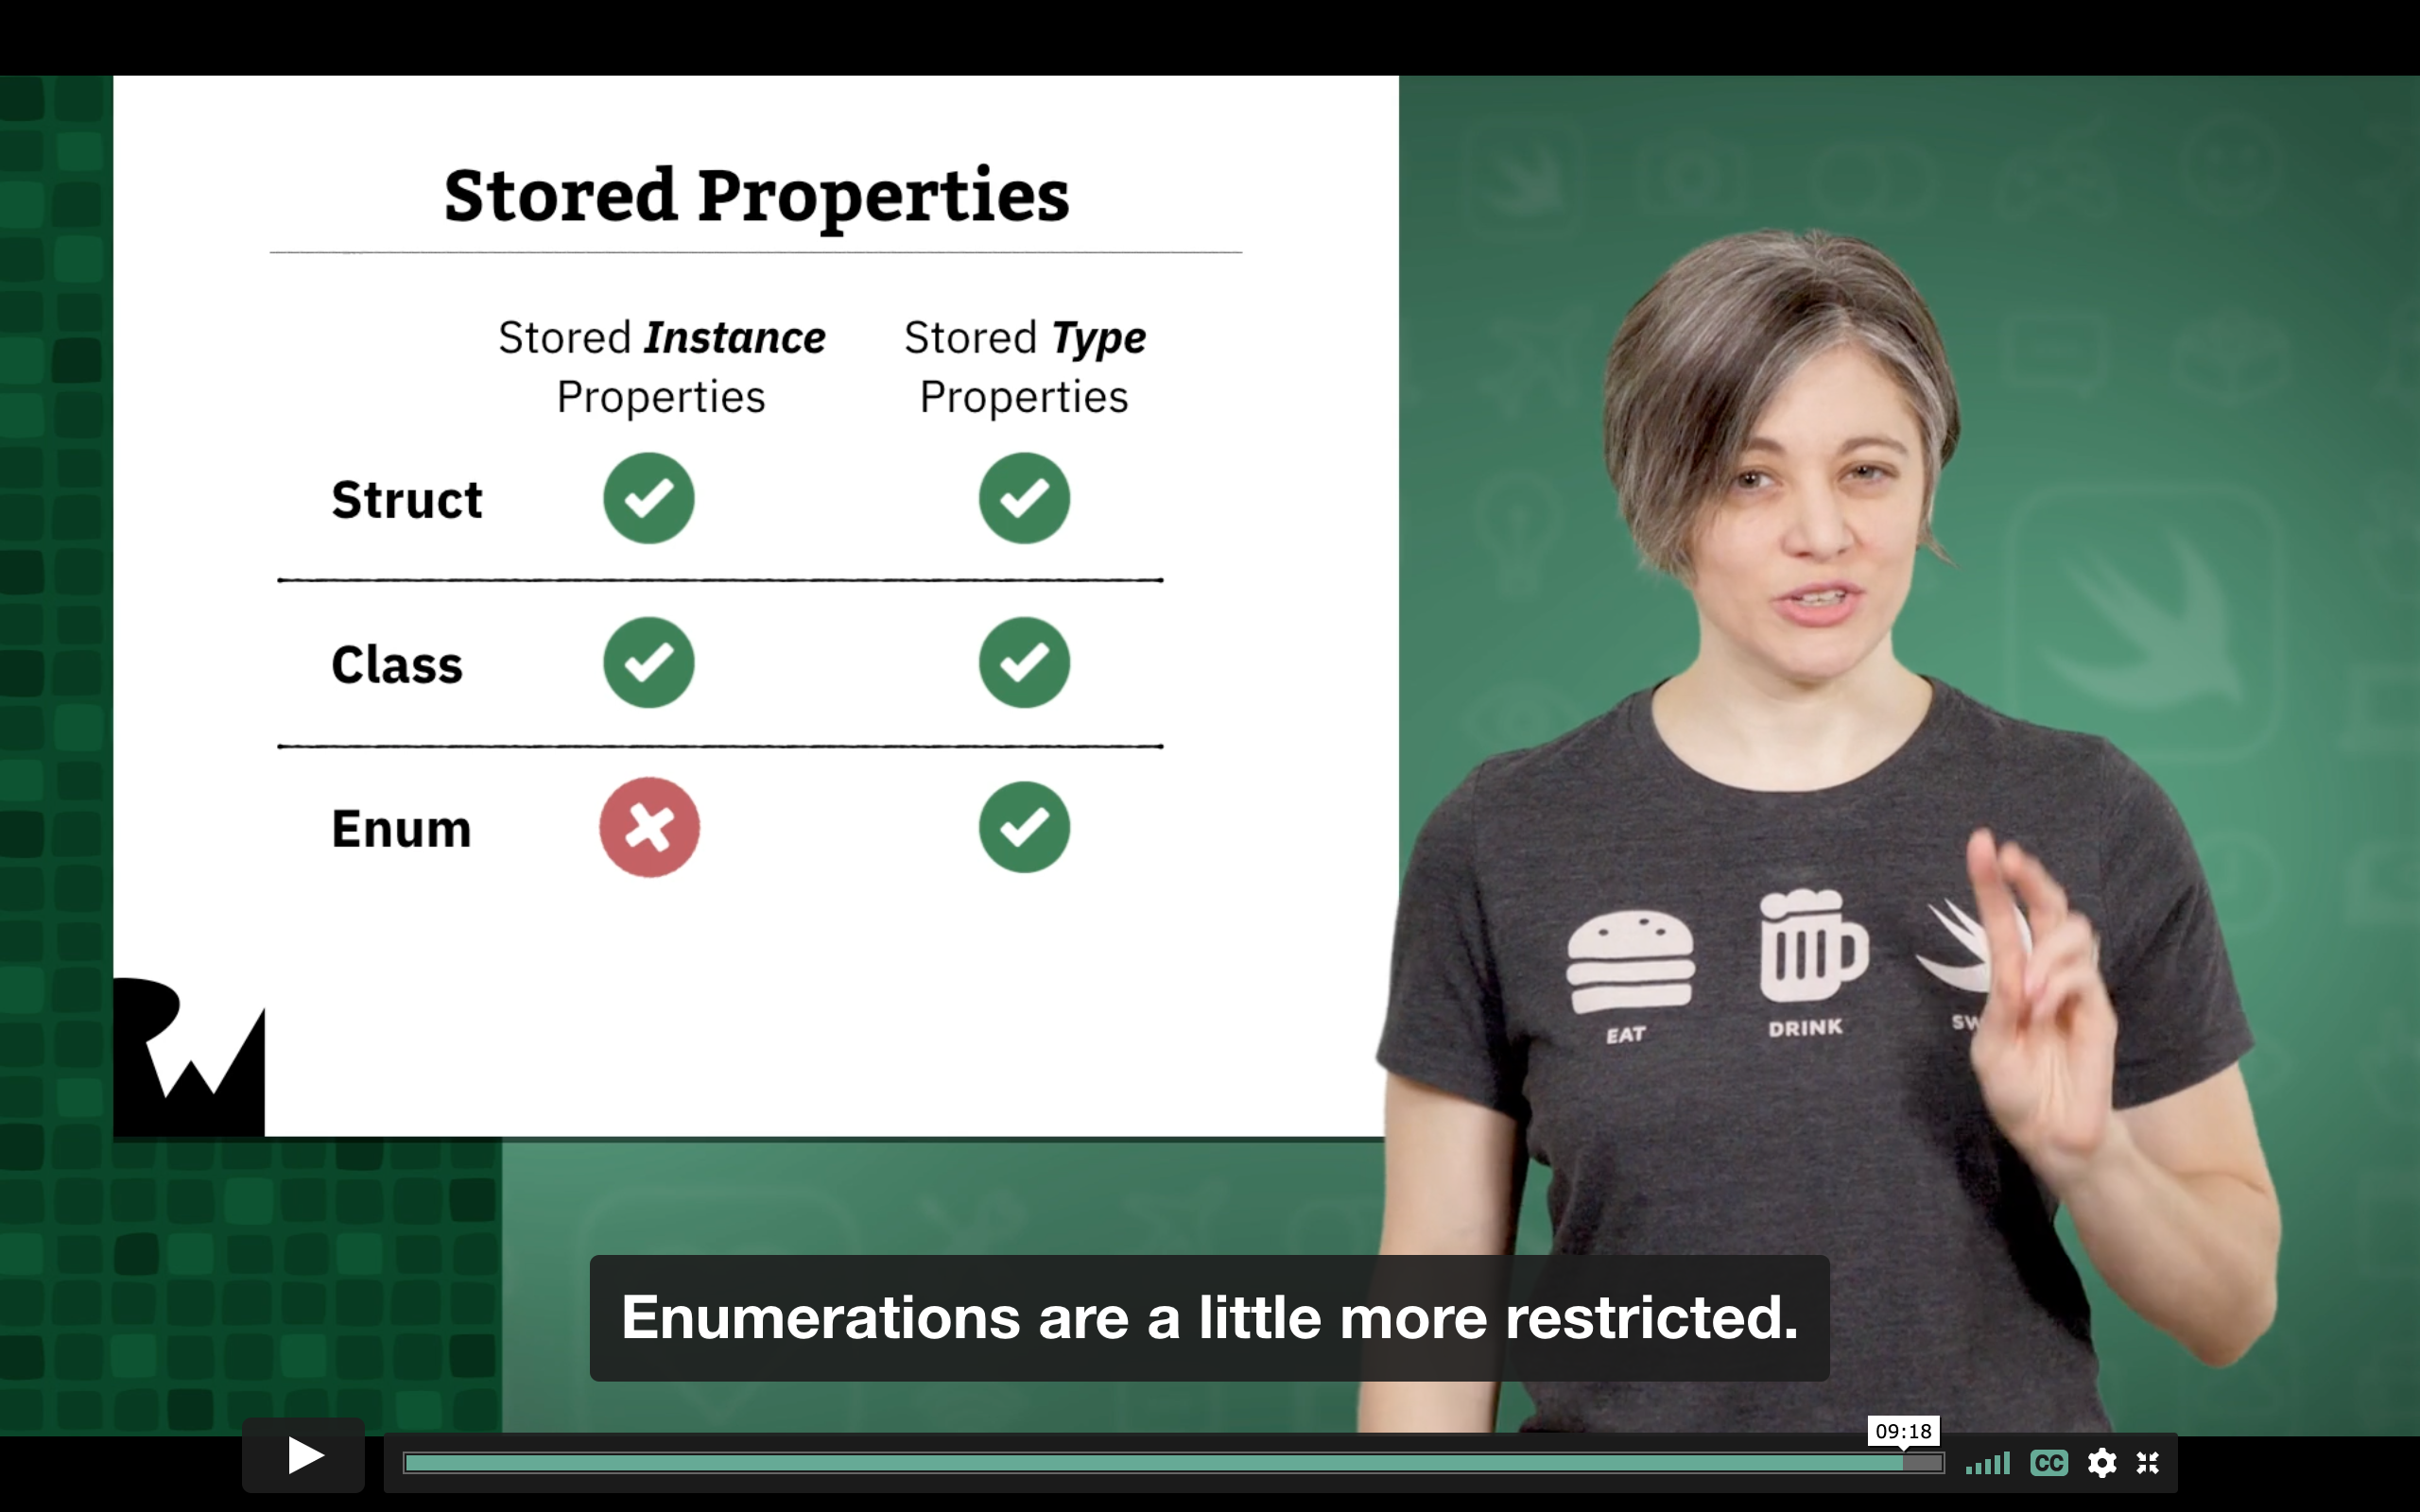 Stored Properties
Stored Instance Properties
Stored Type Properties
Struct
Class
Enum
EAT
DRINK
SW
Enumerations are a little more restricted.
09:18
CC